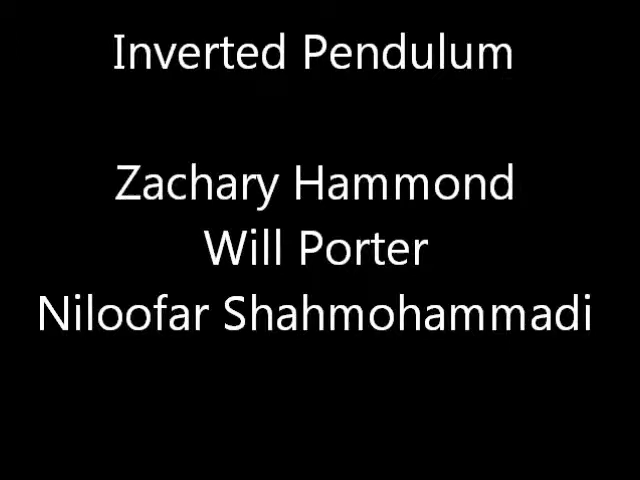 Inverted Pendulum
Zachary Hammond
Will Porter
Niloofar Shahmohammadi